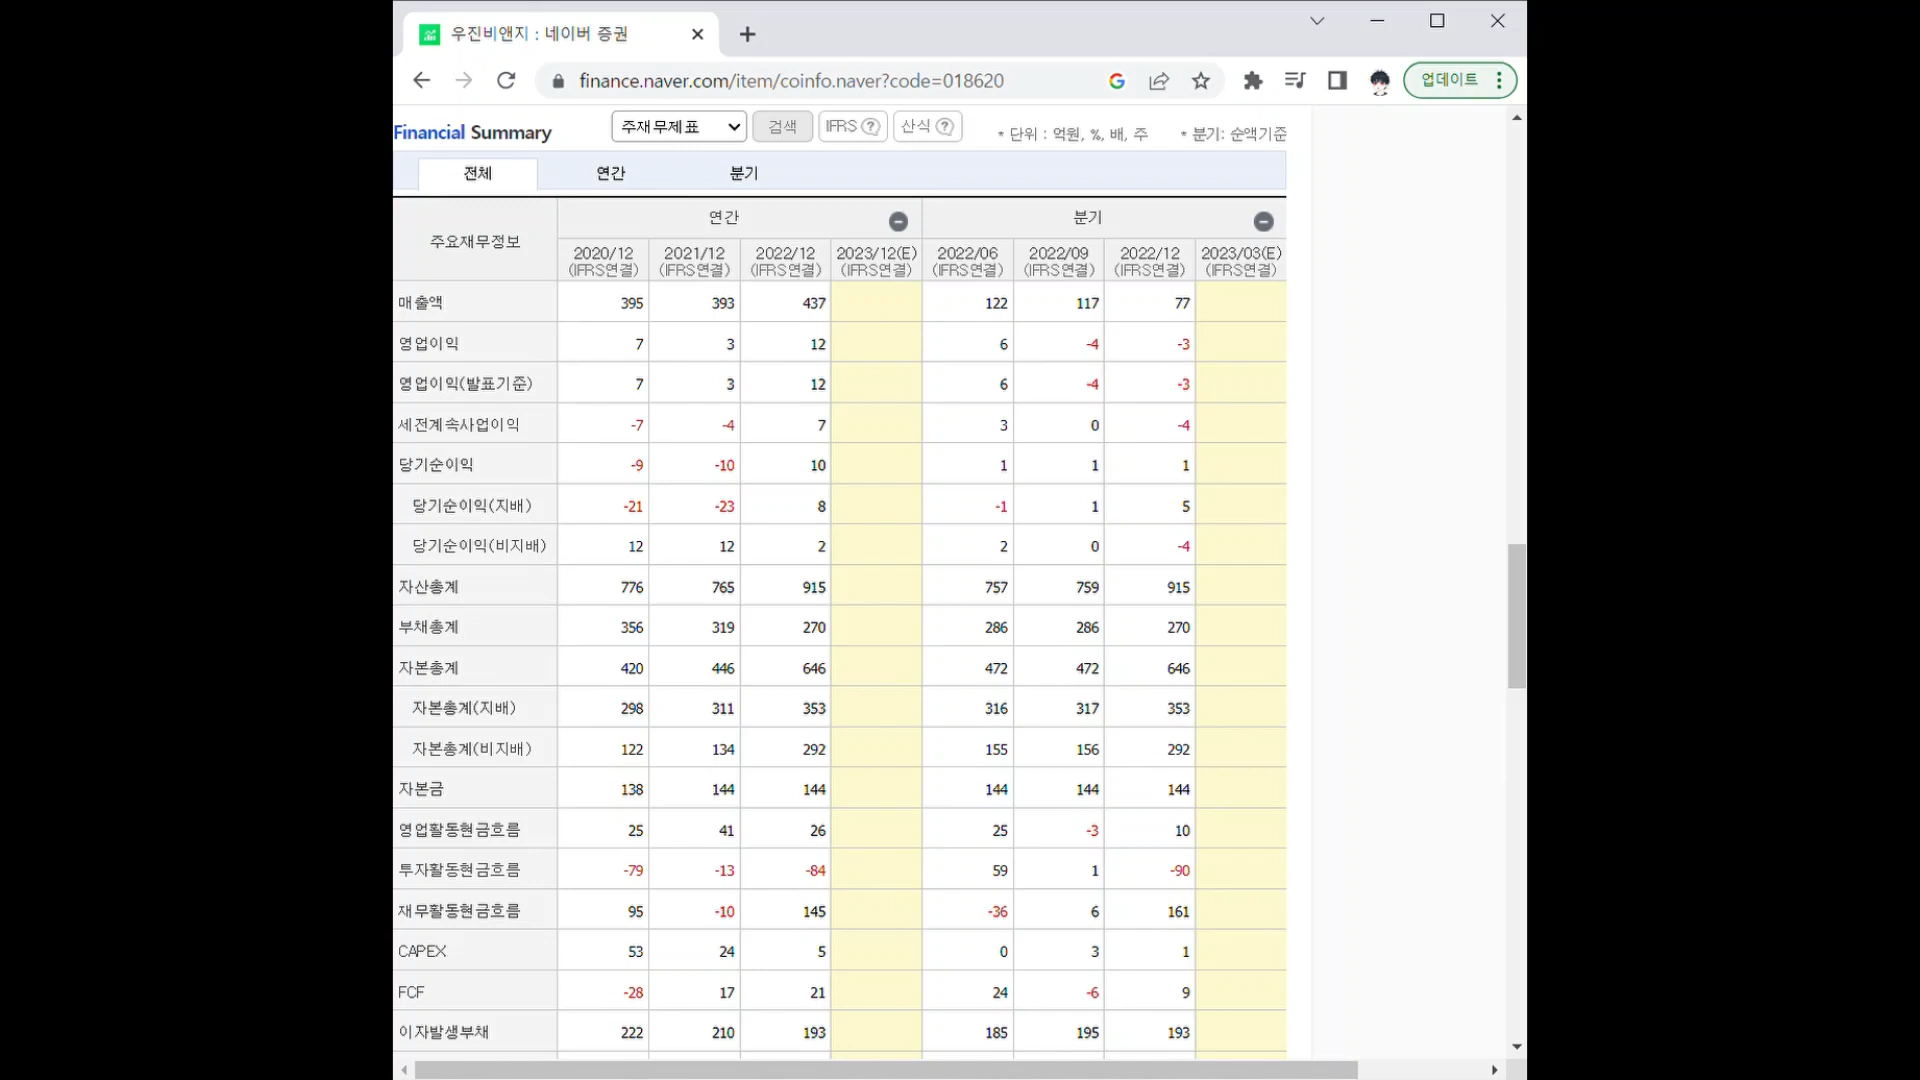 우진비앤지 : 네이버 증권
finance.naver.com/item/coinfo.naver?code=018620
업데이트
Financial Summary 주재무제표 검색 IFRS ? 산식 ? * 단위 : 억원, %, 배, 주 * 분기: 순액기준
전체 연간 분기
주요재무정보 연간 분기
2020/12 2021/12 2022/12 2023/12(E) 2022/06 2022/09 2022/12 2023/03(E)
(IFRS연결) (IFRS연결) (IFRS연결) (IFRS연결) (IFRS연결) (IFRS연결) (IFRS연결) (IFRS연결)
매출액 395 393 437 122 117 77
영업이익 7 3 12 6 -4 -3
영업이익(발표기준) 7 3 12 6 -4 -3
세전계속사업이익 -7 -4 7 3 0 -4
당기순이익 -9 -10 10 1 1 1
당기순이익(지배) -21 -23 8 -1 1 5
당기순이익(비지배) 12 12 2 2 0 -4
자산총계 776 765 915 757 759 915
부채총계 356 319 270 286 286 270
자본총계 420 446 646 472 472 646
자본총계(지배) 298 311 353 316 317 353
자본총계(비지배) 122 134 292 155 156 292
자본금 138 144 144 144 144 144
영업활동현금흐름 25 41 26 25 -3 10
투자활동현금흐름 -79 -13 -84 59 1 -90
재무활동현금흐름 95 -10 145 -36 6 161
CAPEX 53 24 5 0 3 1
FCF -28 17 21 24 -6 9
이자발생부채 222 210 193 185 195 193